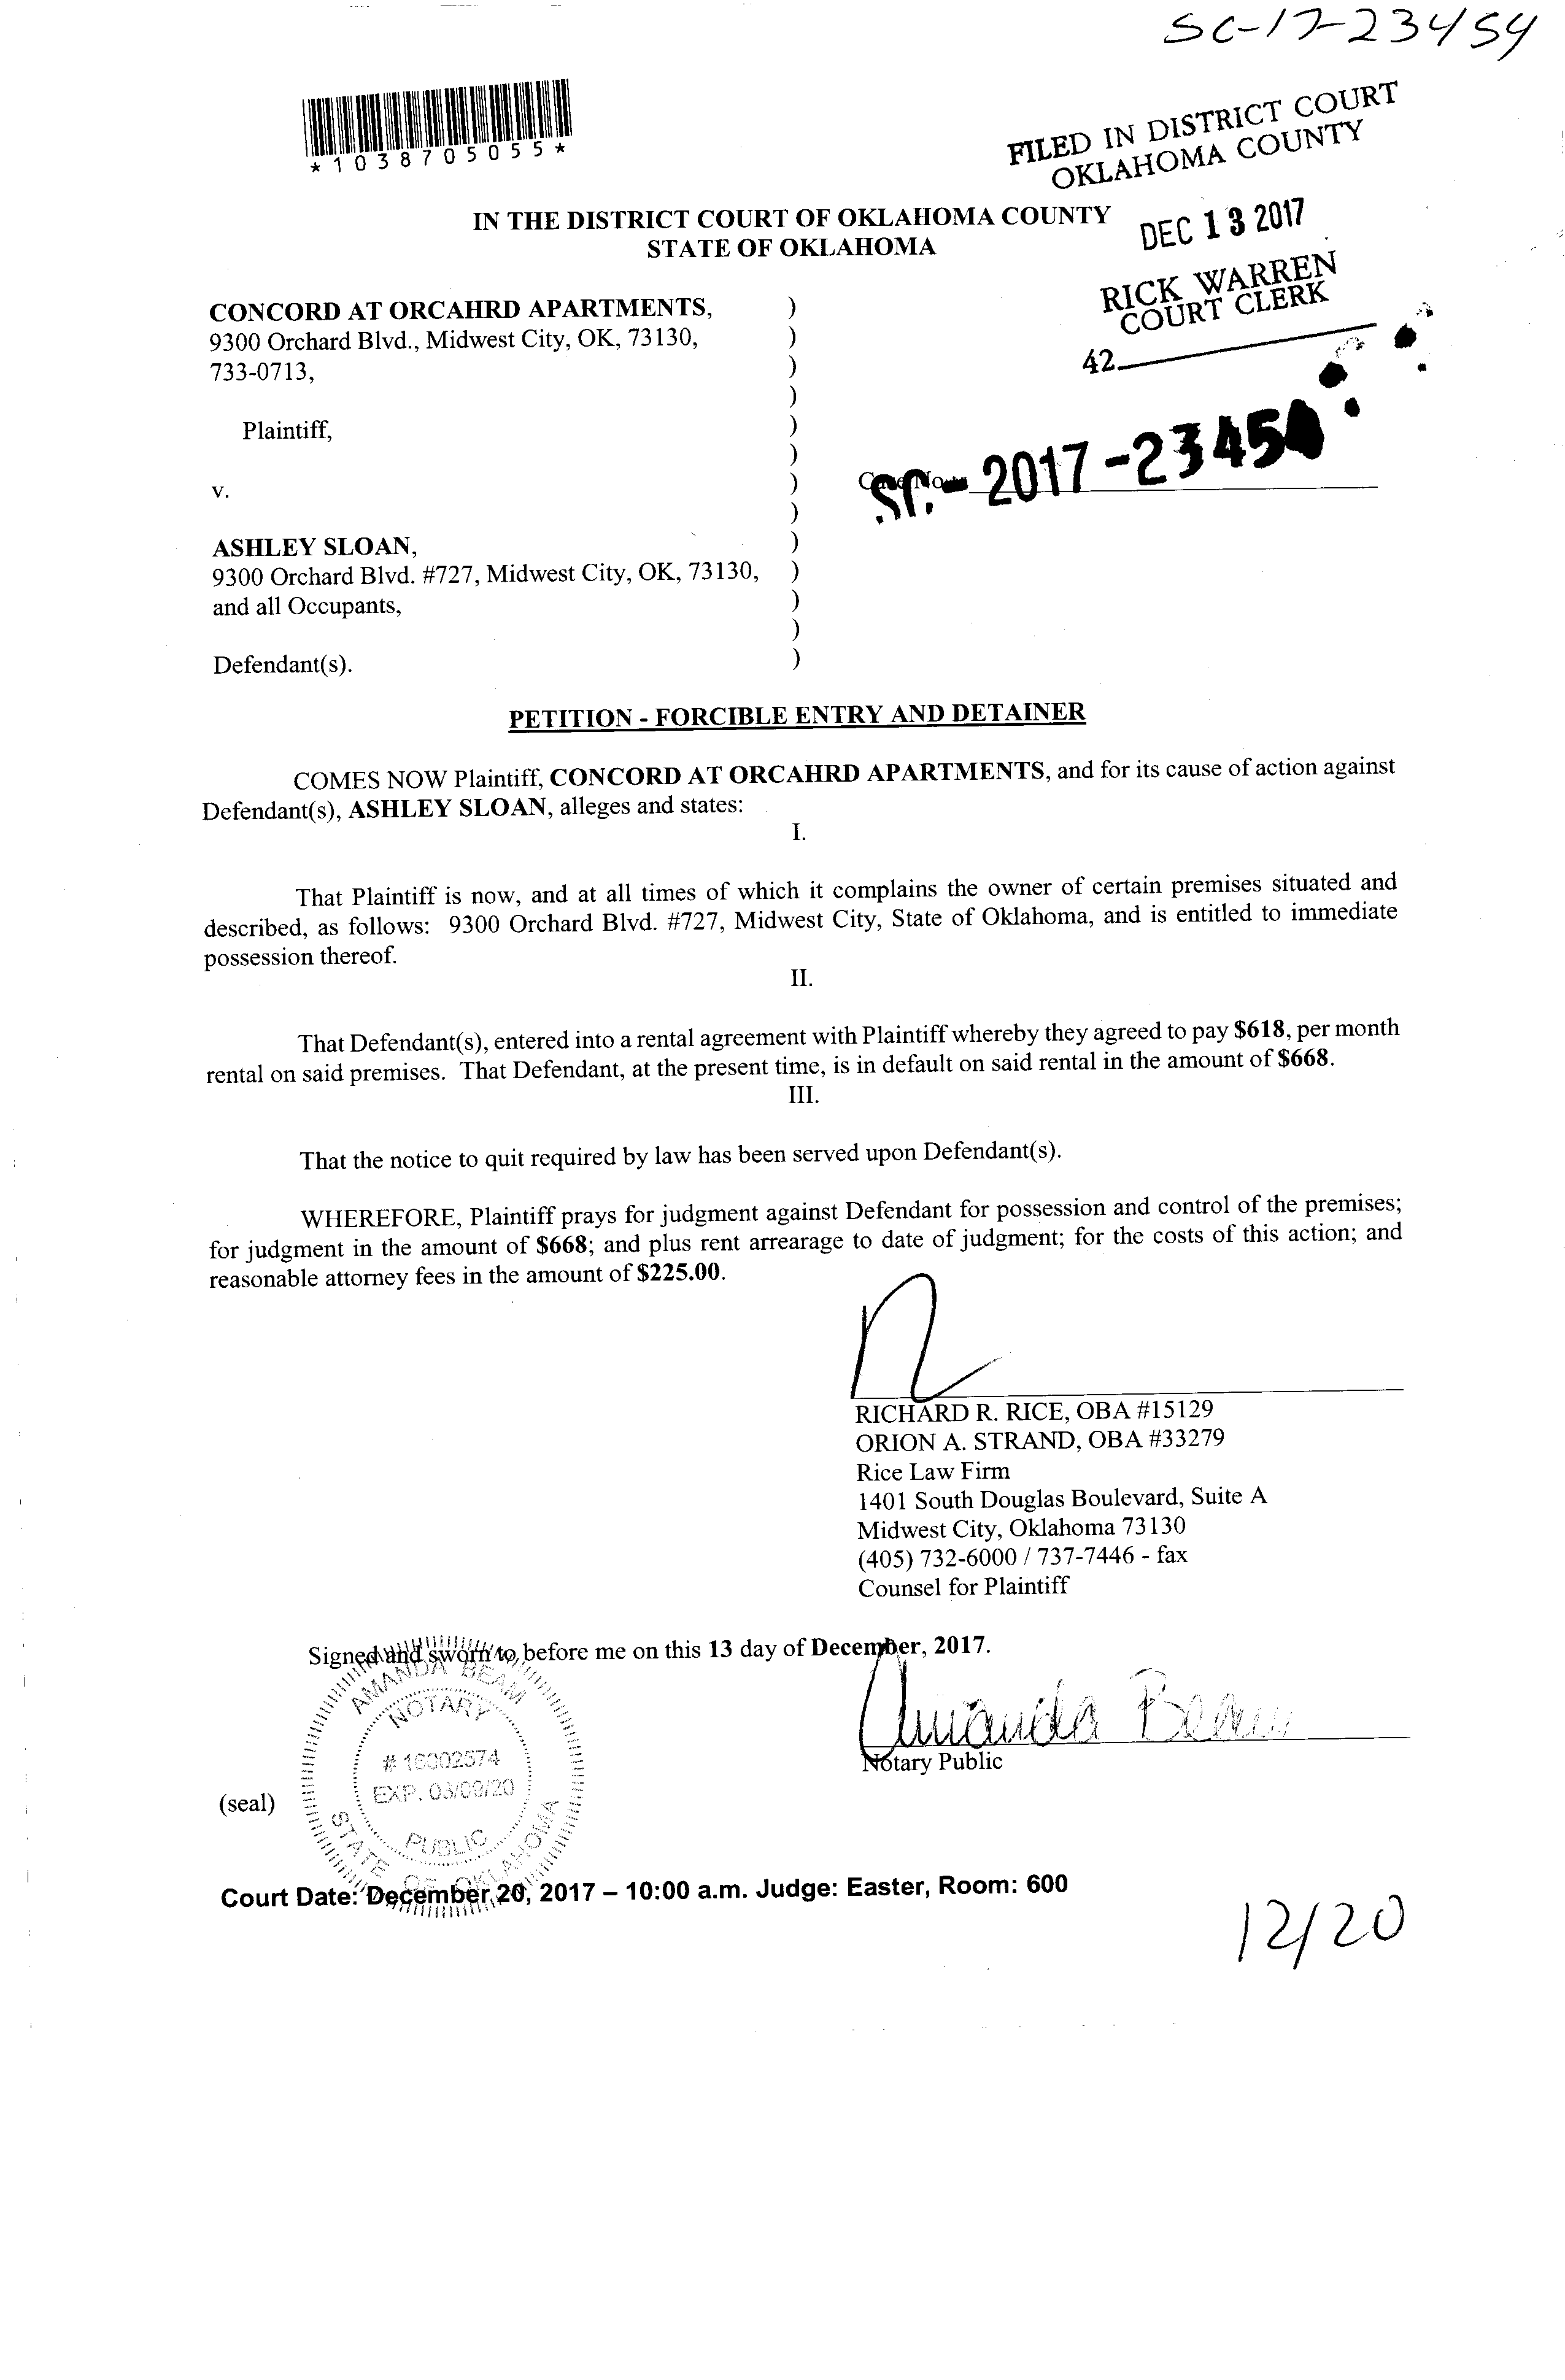 SC-17-23454
*1038705055*
FILED IN DISTRICT COURT
OKLAHOMA COUNTY
DEC 13 2017
RICK WARREN
COURT CLERK
42
IN THE DISTRICT COURT OF OKLAHOMA COUNTY
STATE OF OKLAHOMA
CONCORD AT ORCAHRD APARTMENTS, )
9300 Orchard Blvd., Midwest City, OK, 73130, )
733-0713, )
)
Plaintiff, )
)
v. ) Case No. SC - 2017 - 23454
)
ASHLEY SLOAN, )
9300 Orchard Blvd. #727, Midwest City, OK, 73130, )
and all Occupants, )
)
Defendant(s). )
PETITION - FORCIBLE ENTRY AND DETAINER
COMES NOW Plaintiff, CONCORD AT ORCAHRD APARTMENTS, and for its cause of action against
Defendant(s), ASHLEY SLOAN, alleges and states:
I.
That Plaintiff is now, and at all times of which it complains the owner of certain premises situated and
described, as follows: 9300 Orchard Blvd. #727, Midwest City, State of Oklahoma, and is entitled to immediate
possession thereof.
II.
That Defendant(s), entered into a rental agreement with Plaintiff whereby they agreed to pay $618, per month
rental on said premises. That Defendant, at the present time, is in default on said rental in the amount of $668.
III.
That the notice to quit required by law has been served upon Defendant(s).
WHEREFORE, Plaintiff prays for judgment against Defendant for possession and control of the premises;
for judgment in the amount of $668; and plus rent arrearage to date of judgment; for the costs of this action; and
reasonable attorney fees in the amount of $225.00.
RICHARD R. RICE, OBA #15129
ORION A. STRAND, OBA #33279
Rice Law Firm
1401 South Douglas Boulevard, Suite A
Midwest City, Oklahoma 73130
(405) 732-6000 / 737-7446 - fax
Counsel for Plaintiff
Signed and sworn to before me on this 13 day of December, 2017.
Amanda Beam
Notary Public
AMANDA BEAM
NOTARY
# 16002574
EXP. 03/09/20
PUBLIC
STATE OF OKLAHOMA
(seal)
Court Date: December 20, 2017 – 10:00 a.m. Judge: Easter, Room: 600
12/20